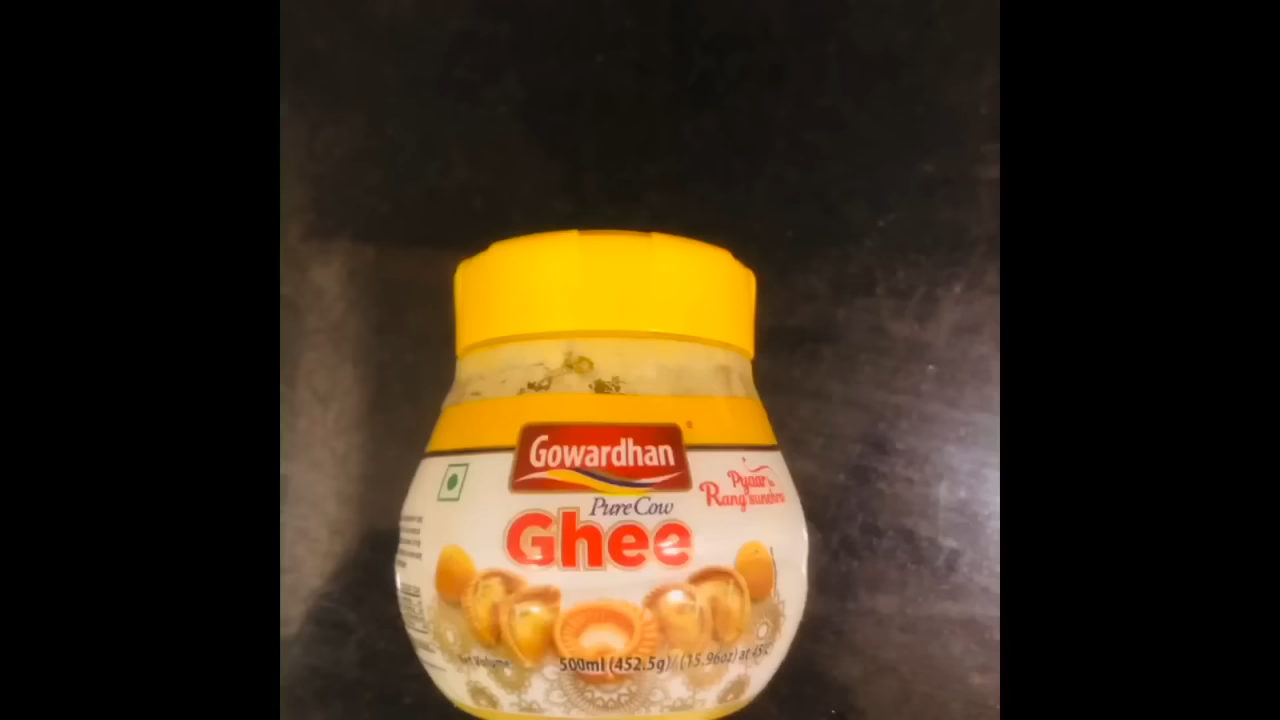 Gowardhan
Pyaar ka
Rang sunehra
Pure Cow
Ghee
Net Volume
500ml (452.5g)/ (15.96oz) at 45°C